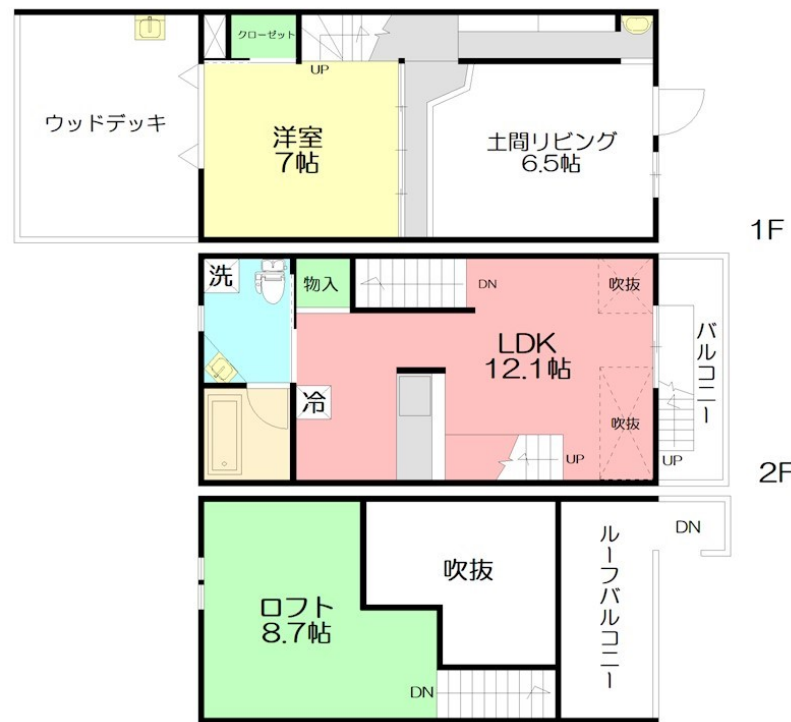 クローゼット
UP
ウッドデッキ
洋室
7帖
土間リビング
6.5帖
1F
洗
物入
DN
吹抜
LDK
12.1帖
バルコニー
冷
吹抜
UP
UP
2F
DN
吹抜
ルーフバルコニー
ロフト
8.7帖
DN